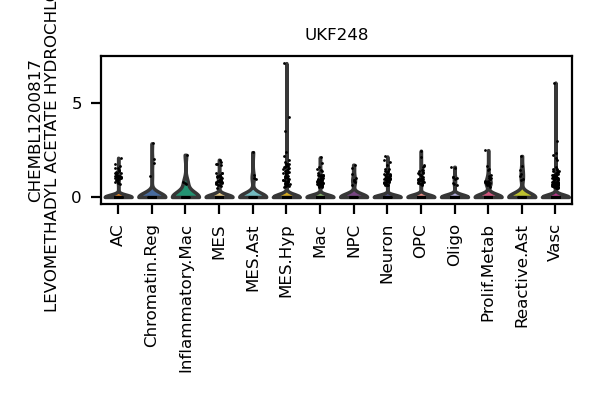 UKF248
CHEMBL1200817
LEVOMETHADYL ACETATE HYDROCHLO
5
0
AC
Chromatin.Reg
Inflammatory.Mac
MES
MES.Ast
MES.Hyp
Mac
NPC
Neuron
OPC
Oligo
Prolif.Metab
Reactive.Ast
Vasc